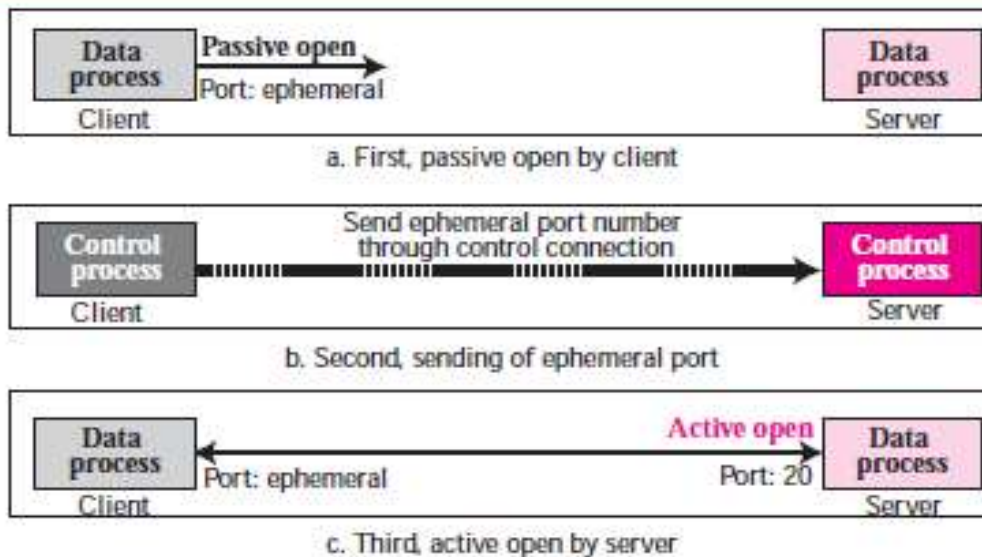 Data
process
Client
Passive open
Port: ephemeral
Data
process
Server
a. First, passive open by client
Control
process
Client
Send ephemeral port number
through control connection
Control
process
Server
b. Second, sending of ephemeral port
Data
process
Client
Port: ephemeral
Active open
Port: 20
Data
process
Server
c. Third, active open by server